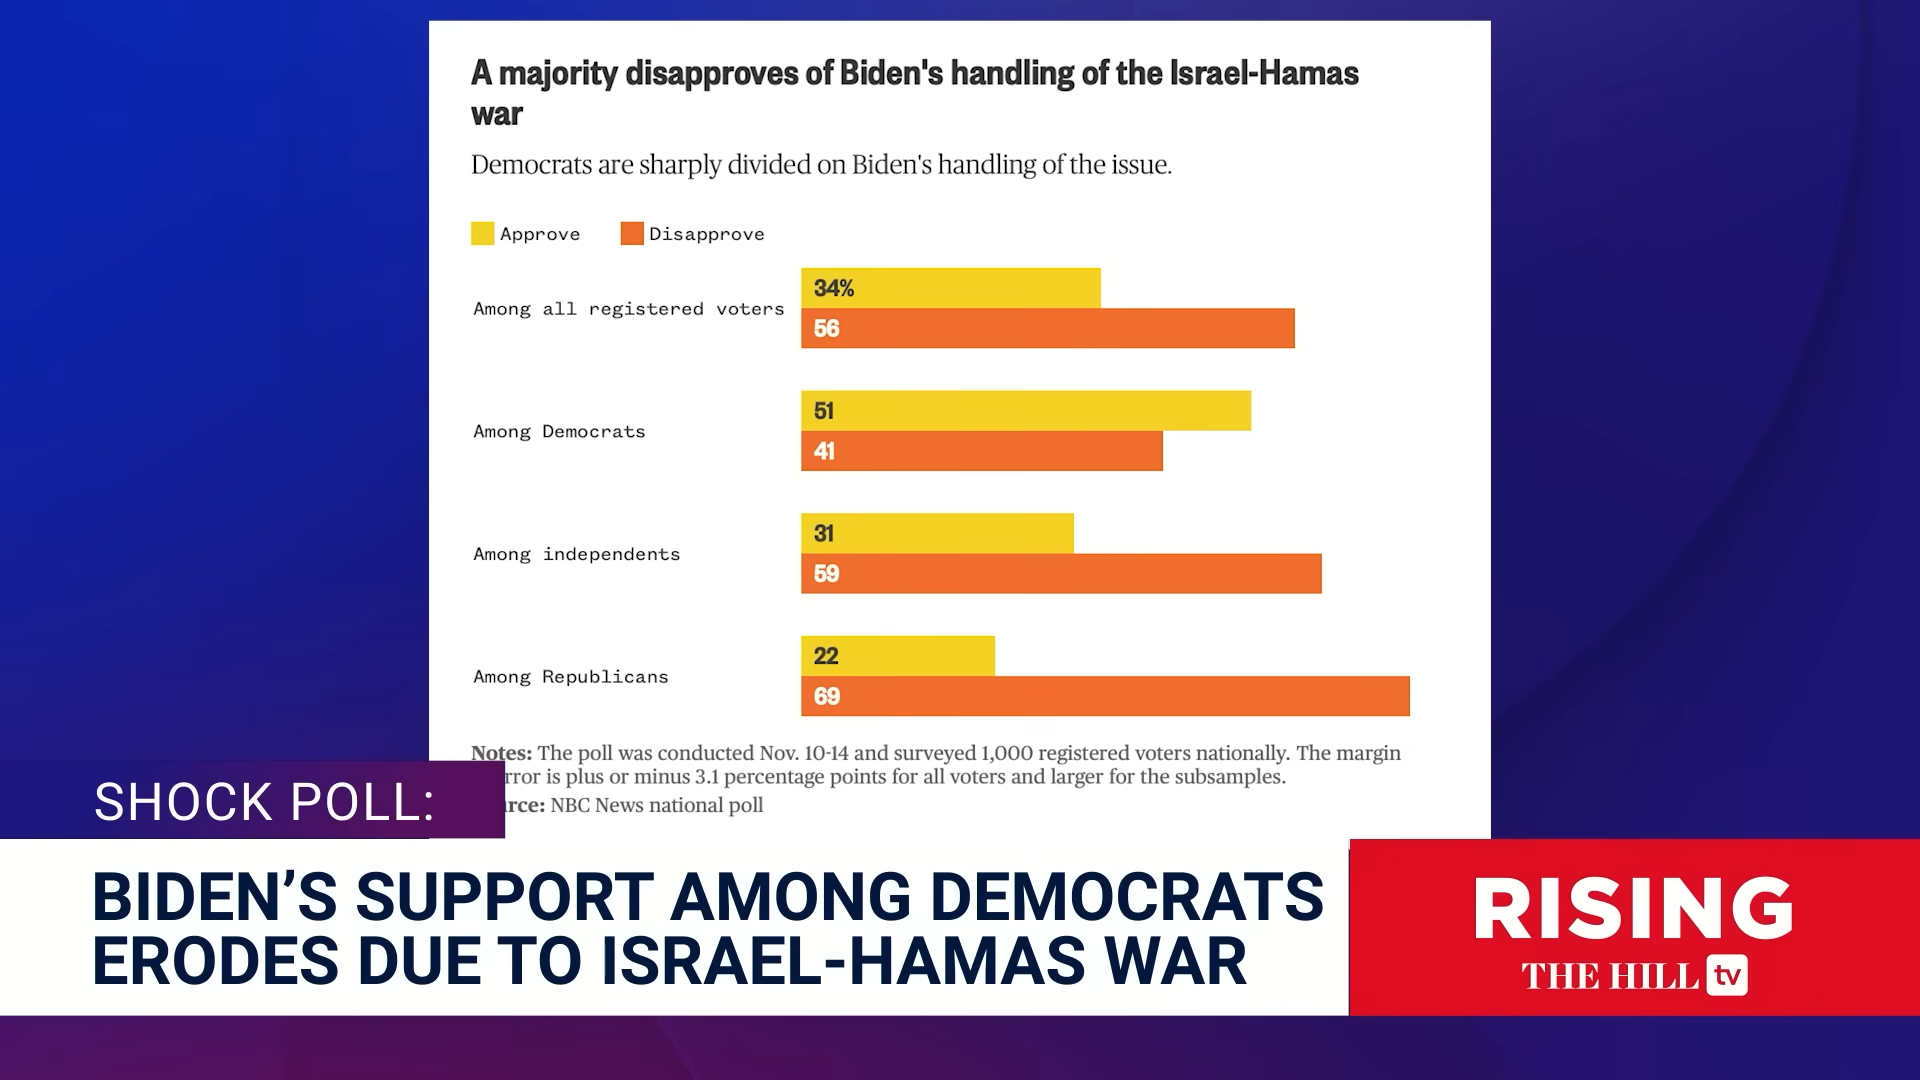 A majority disapproves of Biden's handling of the Israel-Hamas
war
Democrats are sharply divided on Biden's handling of the issue.
Approve Disapprove
Among all registered voters
34%
56
Among Democrats
51
41
Among independents
31
59
Among Republicans
22
69
Notes: The poll was conducted Nov. 10-14 and surveyed 1,000 registered voters nationally. The margin
is plus or minus 3.1 percentage points for all voters and larger for the subsamples.
NBC News national poll
SHOCK POLL:
BIDEN’S SUPPORT AMONG DEMOCRATS
ERODES DUE TO ISRAEL-HAMAS WAR
RISING
THE HILL tv